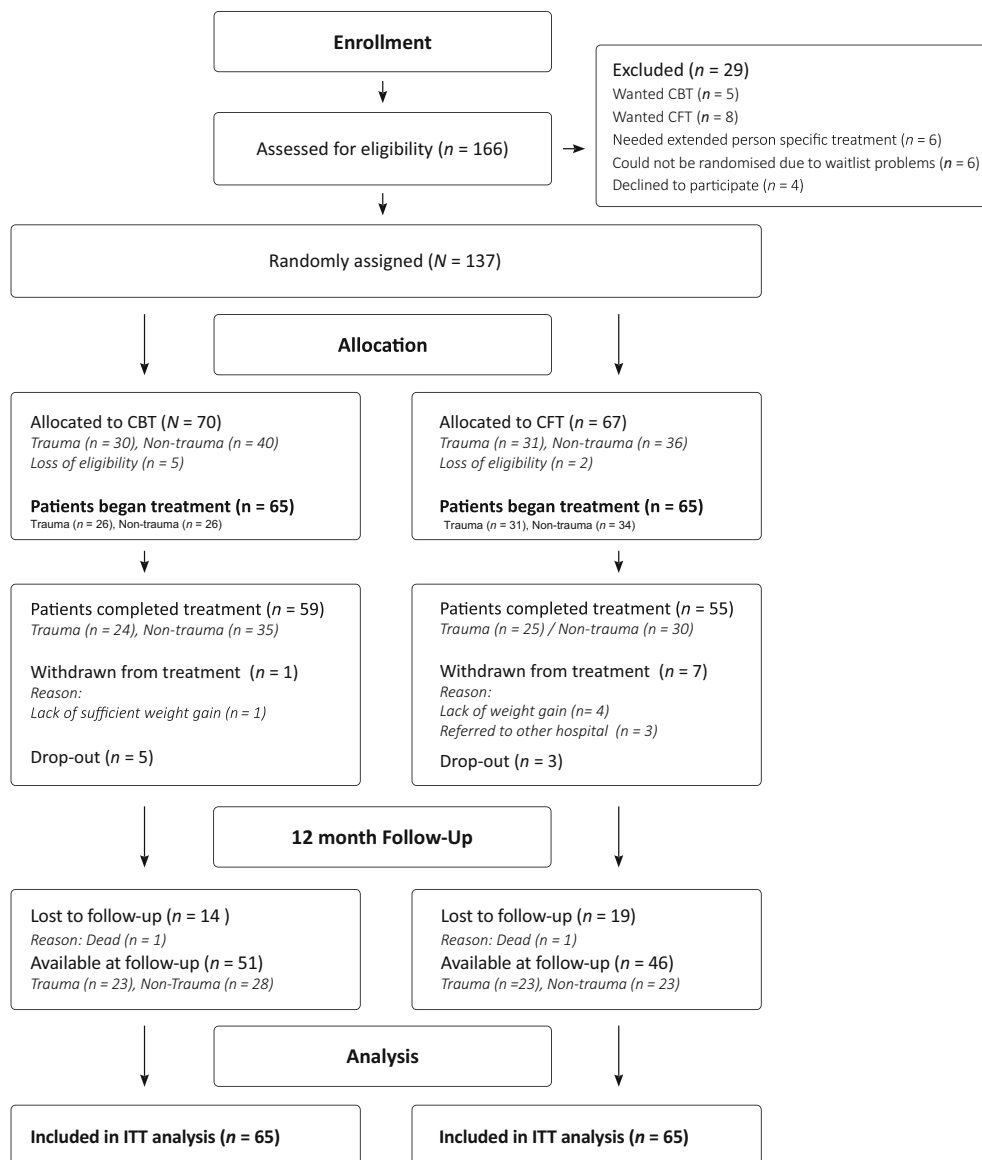 Enrollment
Excluded (n = 29)
Wanted CBT (n = 5)
Wanted CFT (n = 8)
Needed extended person specific treatment (n = 6)
Could not be randomised due to waitlist problems (n = 6)
Declined to participate (n = 4)
Assessed for eligibility (n = 166)
Randomly assigned (N = 137)
Allocation
Allocated to CBT (N = 70)
Trauma (n = 30), Non-trauma (n = 40)
Loss of eligibility (n = 5)
Patients began treatment (n = 65)
Trauma (n = 26), Non-trauma (n = 26)
Allocated to CFT (n = 67)
Trauma (n = 31), Non-trauma (n = 36)
Loss of eligibility (n = 2)
Patients began treatment (n = 65)
Trauma (n = 31), Non-trauma (n = 34)
Patients completed treatment (n = 59)
Trauma (n = 24), Non-trauma (n = 35)
Withdrawn from treatment (n = 1)
Reason:
Lack of sufficient weight gain (n = 1)
Drop-out (n = 5)
Patients completed treatment (n = 55)
Trauma (n = 25) / Non-trauma (n = 30)
Withdrawn from treatment (n = 7)
Reason:
Lack of weight gain (n= 4)
Referred to other hospital (n = 3)
Drop-out (n = 3)
12 month Follow-Up
Lost to follow-up (n = 14 )
Reason: Dead (n = 1)
Available at follow-up (n = 51)
Trauma (n = 23), Non-Trauma (n = 28)
Lost to follow-up (n = 19)
Reason: Dead (n = 1)
Available at follow-up (n = 46)
Trauma (n =23), Non-trauma (n = 23)
Analysis
Included in ITT analysis (n = 65)
Included in ITT analysis (n = 65)